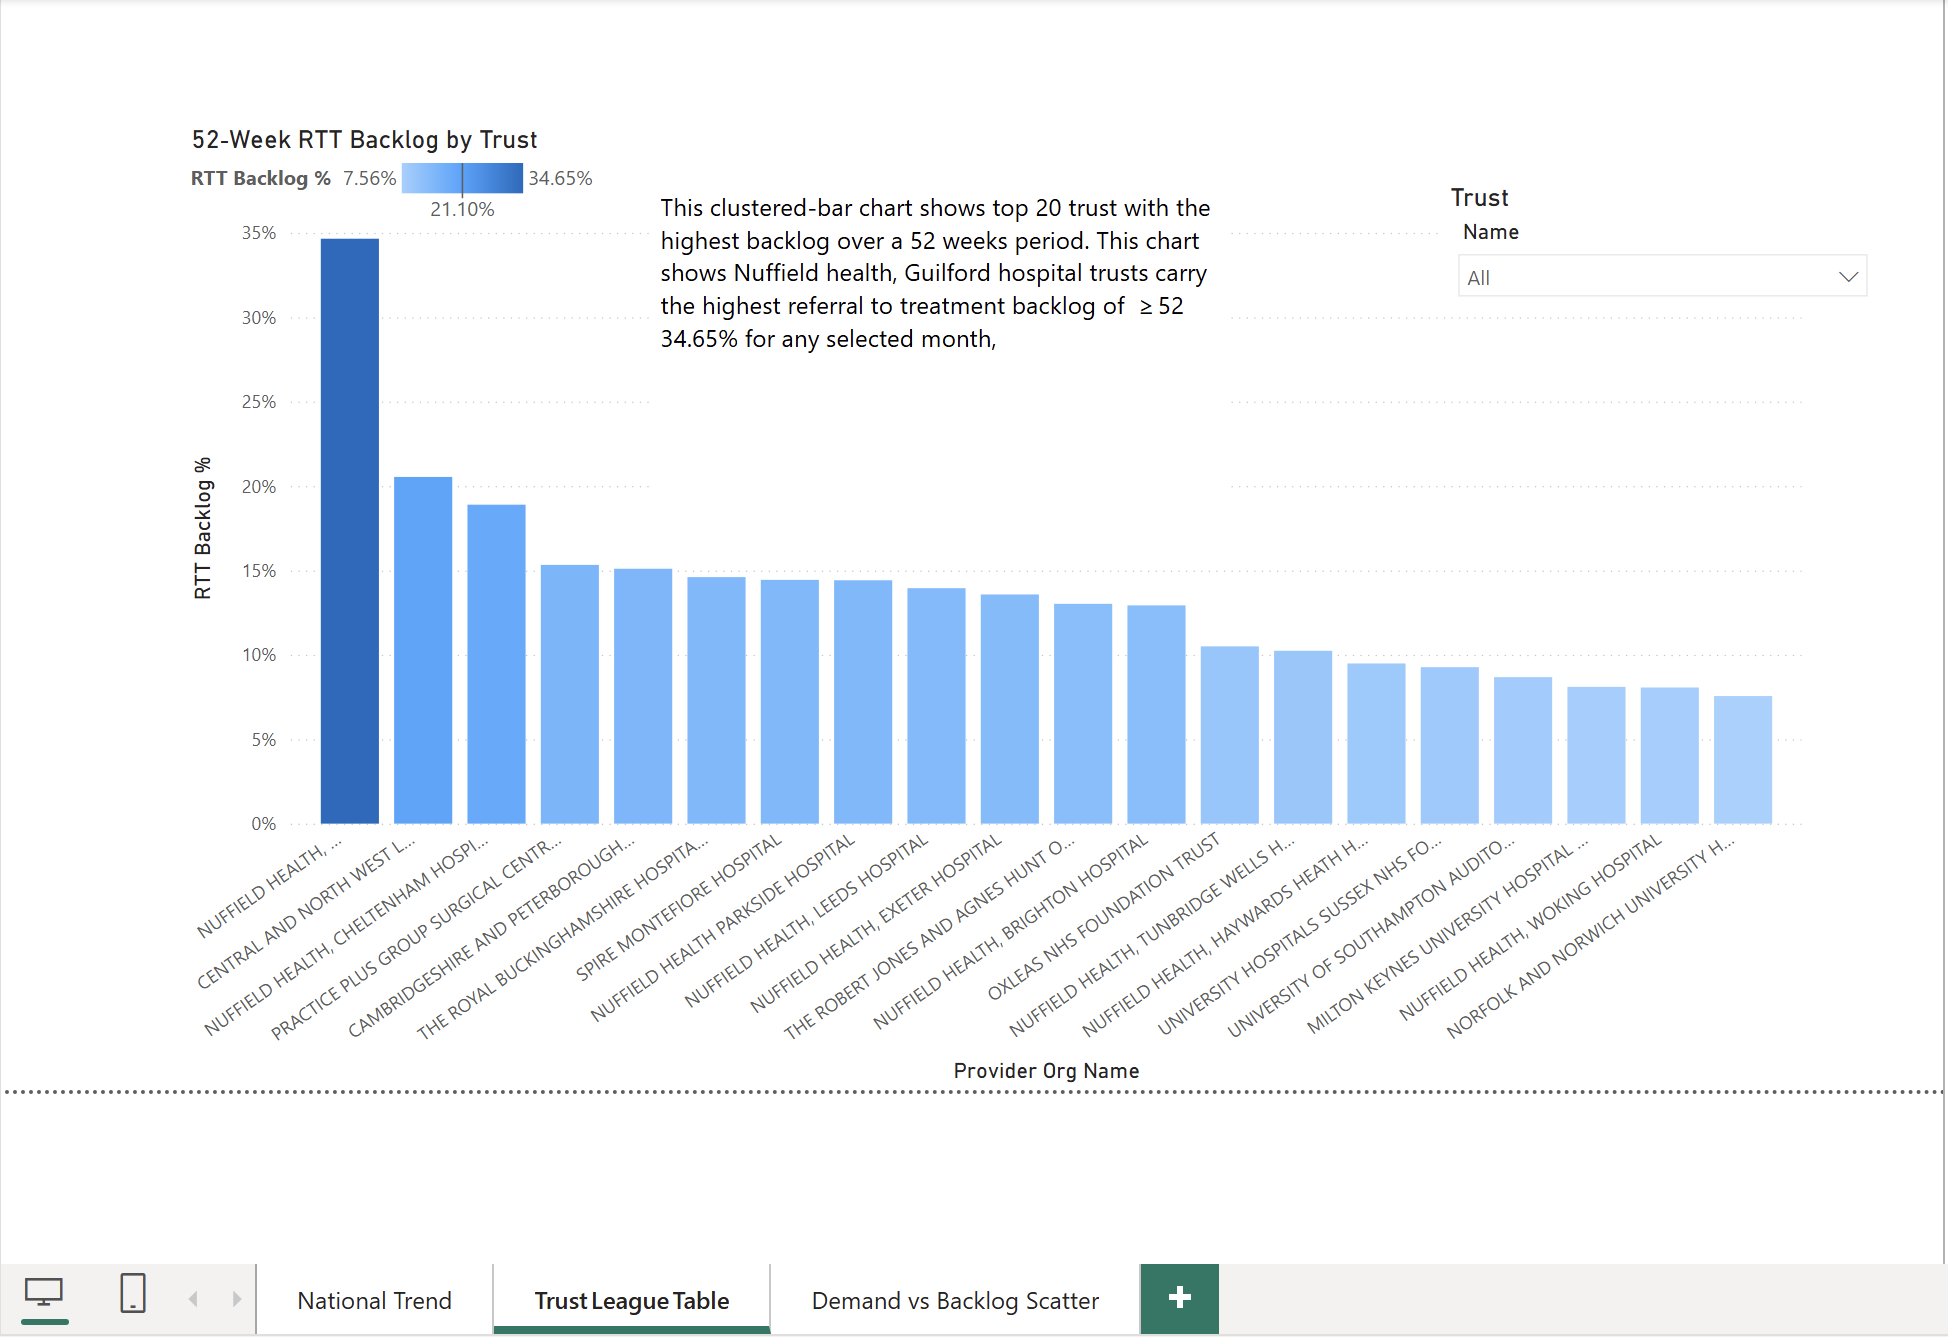 52-Week RTT Backlog by Trust
RTT Backlog % 7.56% 34.65%
21.10%
This clustered-bar chart shows top 20 trust with the
highest backlog over a 52 weeks period. This chart
shows Nuffield health, Guilford hospital trusts carry
the highest referral to treatment backlog of ≥ 52
34.65% for any selected month,
Trust
Name
All
RTT Backlog %
35%
30%
25%
20%
15%
10%
5%
0%
NUFFIELD HEALTH, ...
CENTRAL AND NORTH WEST L...
NUFFIELD HEALTH, CHELTENHAM HOSPI...
PRACTICE PLUS GROUP SURGICAL CENTR...
CAMBRIDGESHIRE AND PETERBOROUGH...
THE ROYAL BUCKINGHAMSHIRE HOSPITA...
SPIRE MONTEFIORE HOSPITAL
NUFFIELD HEALTH PARKSIDE HOSPITAL
NUFFIELD HEALTH, LEEDS HOSPITAL
NUFFIELD HEALTH, EXETER HOSPITAL
THE ROBERT JONES AND AGNES HUNT O...
NUFFIELD HEALTH, BRIGHTON HOSPITAL
OXLEAS NHS FOUNDATION TRUST
NUFFIELD HEALTH, TUNBRIDGE WELLS H...
NUFFIELD HEALTH, HAYWARDS HEATH H...
UNIVERSITY HOSPITALS SUSSEX NHS FO...
UNIVERSITY OF SOUTHAMPTON AUDITO...
MILTON KEYNES UNIVERSITY HOSPITAL ...
NUFFIELD HEALTH, WOKING HOSPITAL
NORFOLK AND NORWICH UNIVERSITY H...
Provider Org Name
National Trend
Trust League Table
Demand vs Backlog Scatter